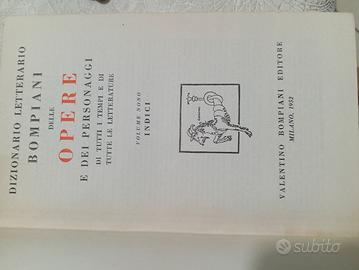 DIZIONARIO LETTERARIO
BOMPIANI
DELLE
OPERE
E DEI PERSONAGGI
DI TUTTI I TEMPI E DI
TUTTE LE LETTERATURE
VOLUME NONO
INDICI
VALENTINO BOMPIANI EDITORE
MILANO, 1952
subito